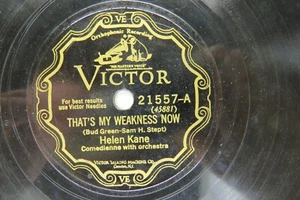 VE
Orthophonic Recording
"HIS MASTER'S VOICE"
VICTOR
For best results
use Victor Needles
21557-A
(45881)
THAT'S MY WEAKNESS NOW
(Bud Green-Sam H. Stept)
Helen Kane
Comedienne with orchestra
VICTOR TALKING MACHINE CO.
Camden, N.J.
VE